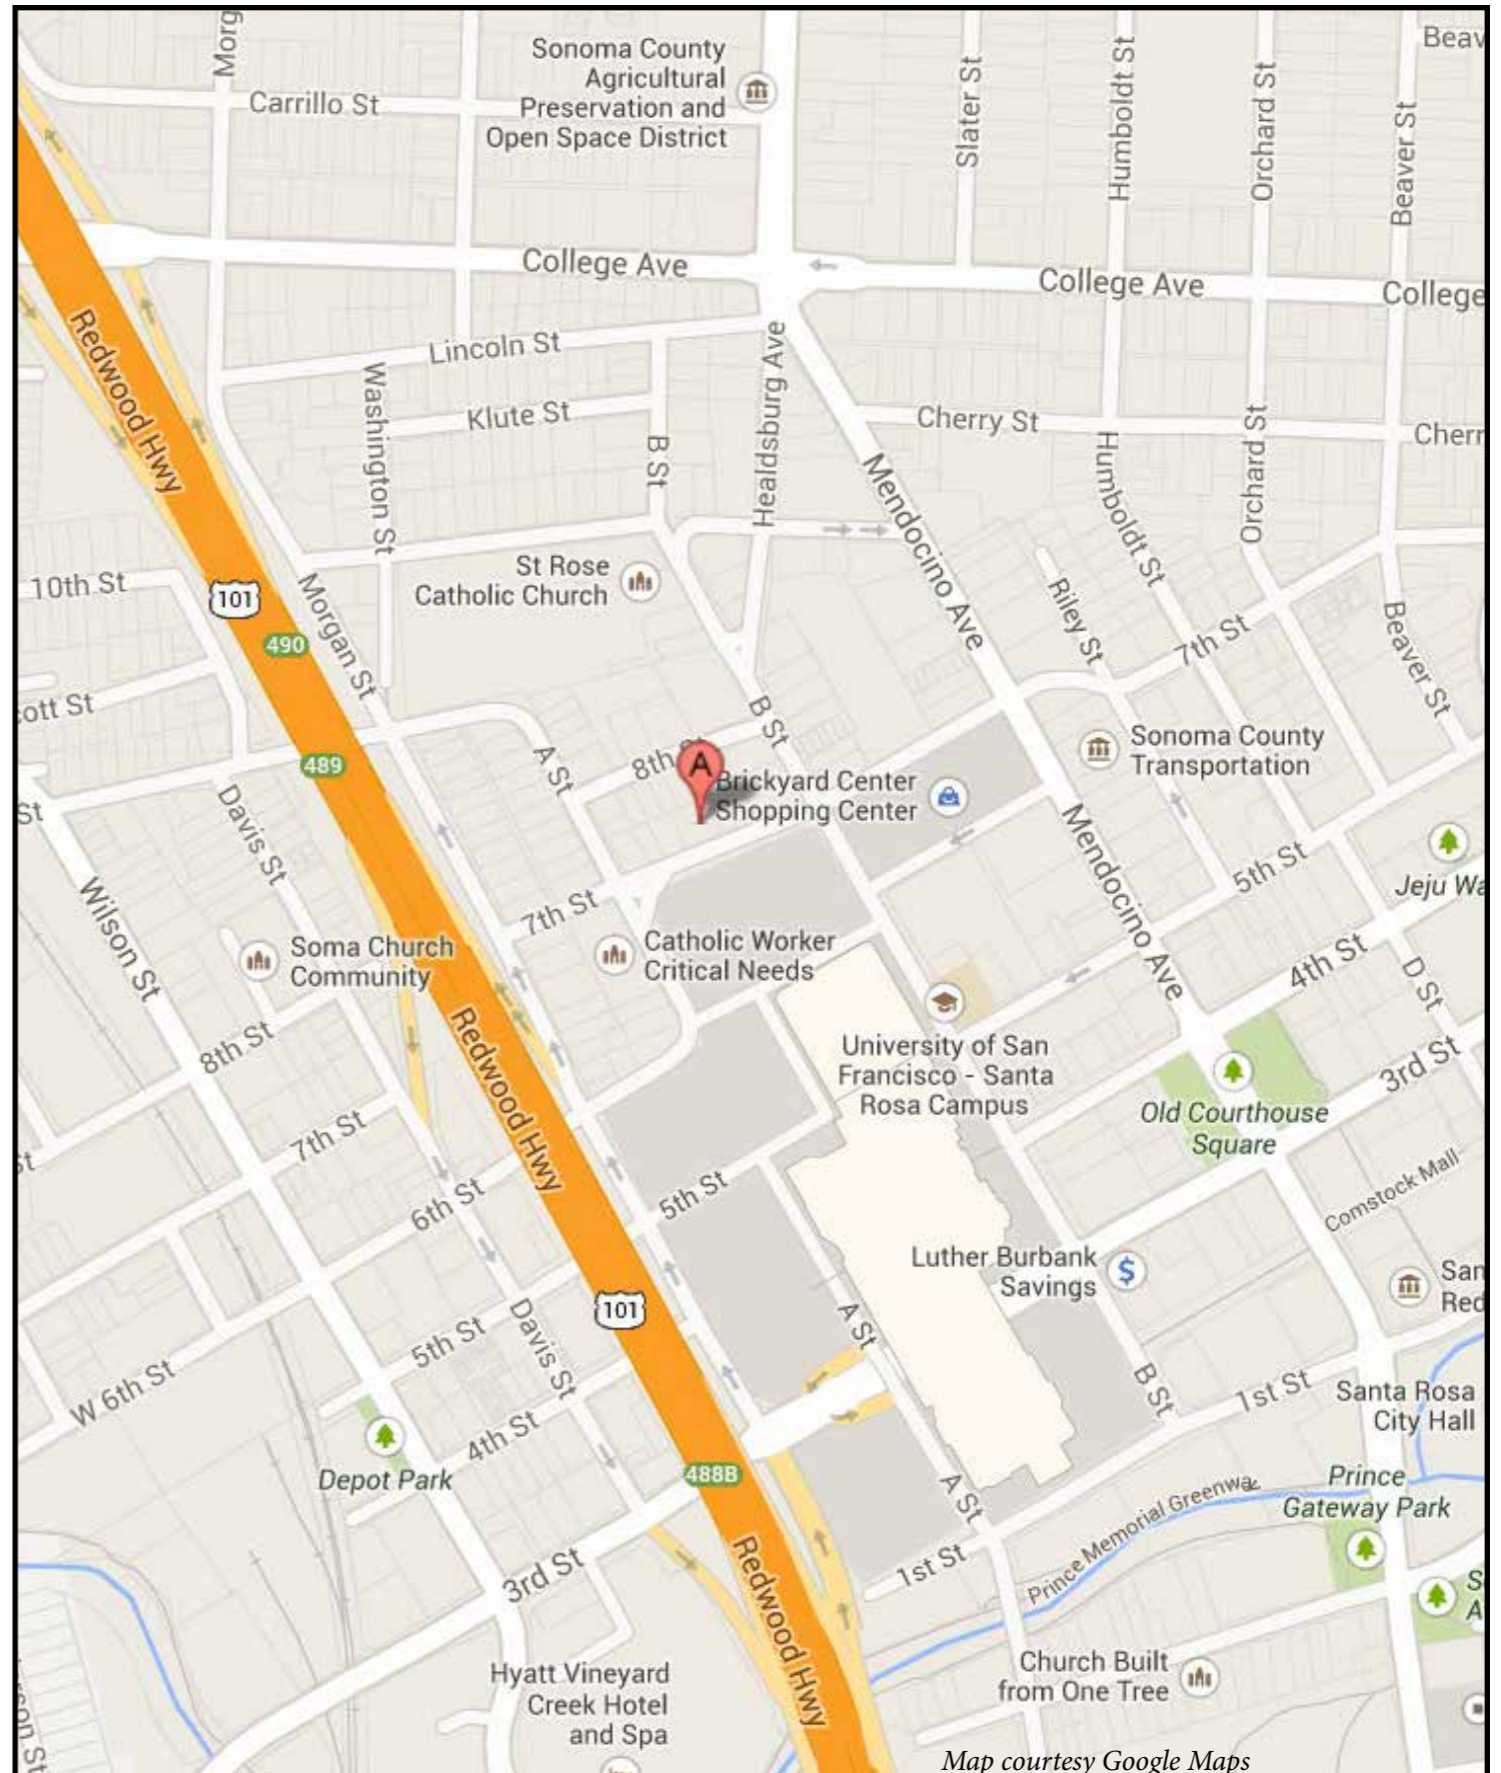 Morg
Sonoma County
Agricultural
Preservation and
Open Space District
Carrillo St
Slater St
Humboldt St
Orchard St
Beaver St
Beav
College Ave
College Ave
College
Redwood Hwy
Lincoln St
Washington St
Klute St
B St
Healdsburg Ave
Cherry St
Orchard St
Cherr
Mendocino Ave
Humboldt St
10th St
101
490
Morgan St
St Rose
Catholic Church
Riley St
7th St
Beaver St
ott St
489
A St
8th St
A
B St
Brickyard Center
Shopping Center
Sonoma County
Transportation
St
Davis St
Mendocino Ave
5th St
Jeju Wa
Wilson St
7th St
Soma Church
Community
Catholic Worker
Critical Needs
4th St
D St
8th St
Redwood Hwy
University of San
Francisco - Santa
Rosa Campus
3rd St
Old Courthouse
Square
7th St
St
6th St
5th St
Comstock Mall
Luther Burbank
Savings
San
Red
101
A St
5th St
Davis St
W 6th St
B St
1st St
Santa Rosa
City Hall
4th St
Depot Park
488B
A St
Prince
Gateway Park
Prince Memorial Greenwa
3rd St
1st St
Redwood Hwy
S
A
Hyatt Vineyard
Creek Hotel
and Spa
Church Built
from One Tree
rson St
Map courtesy Google Maps